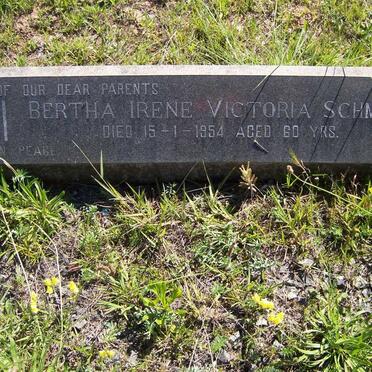 OF OUR DEAR PARENTS
BERTHA IRENE VICTORIA SCHM
DIED 15-1-1954 AGED 60 YRS.
PEACE